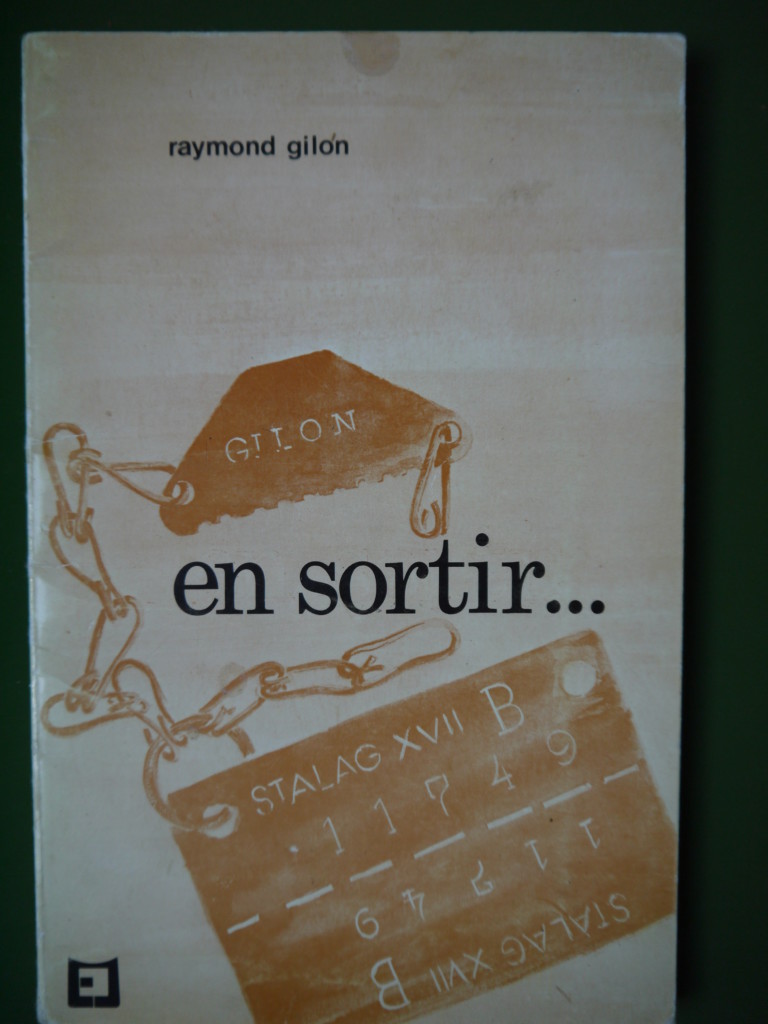 raymond gilon
GILON
en sortir...
STALAG XVII B
11749
11749
STALAG XVII B